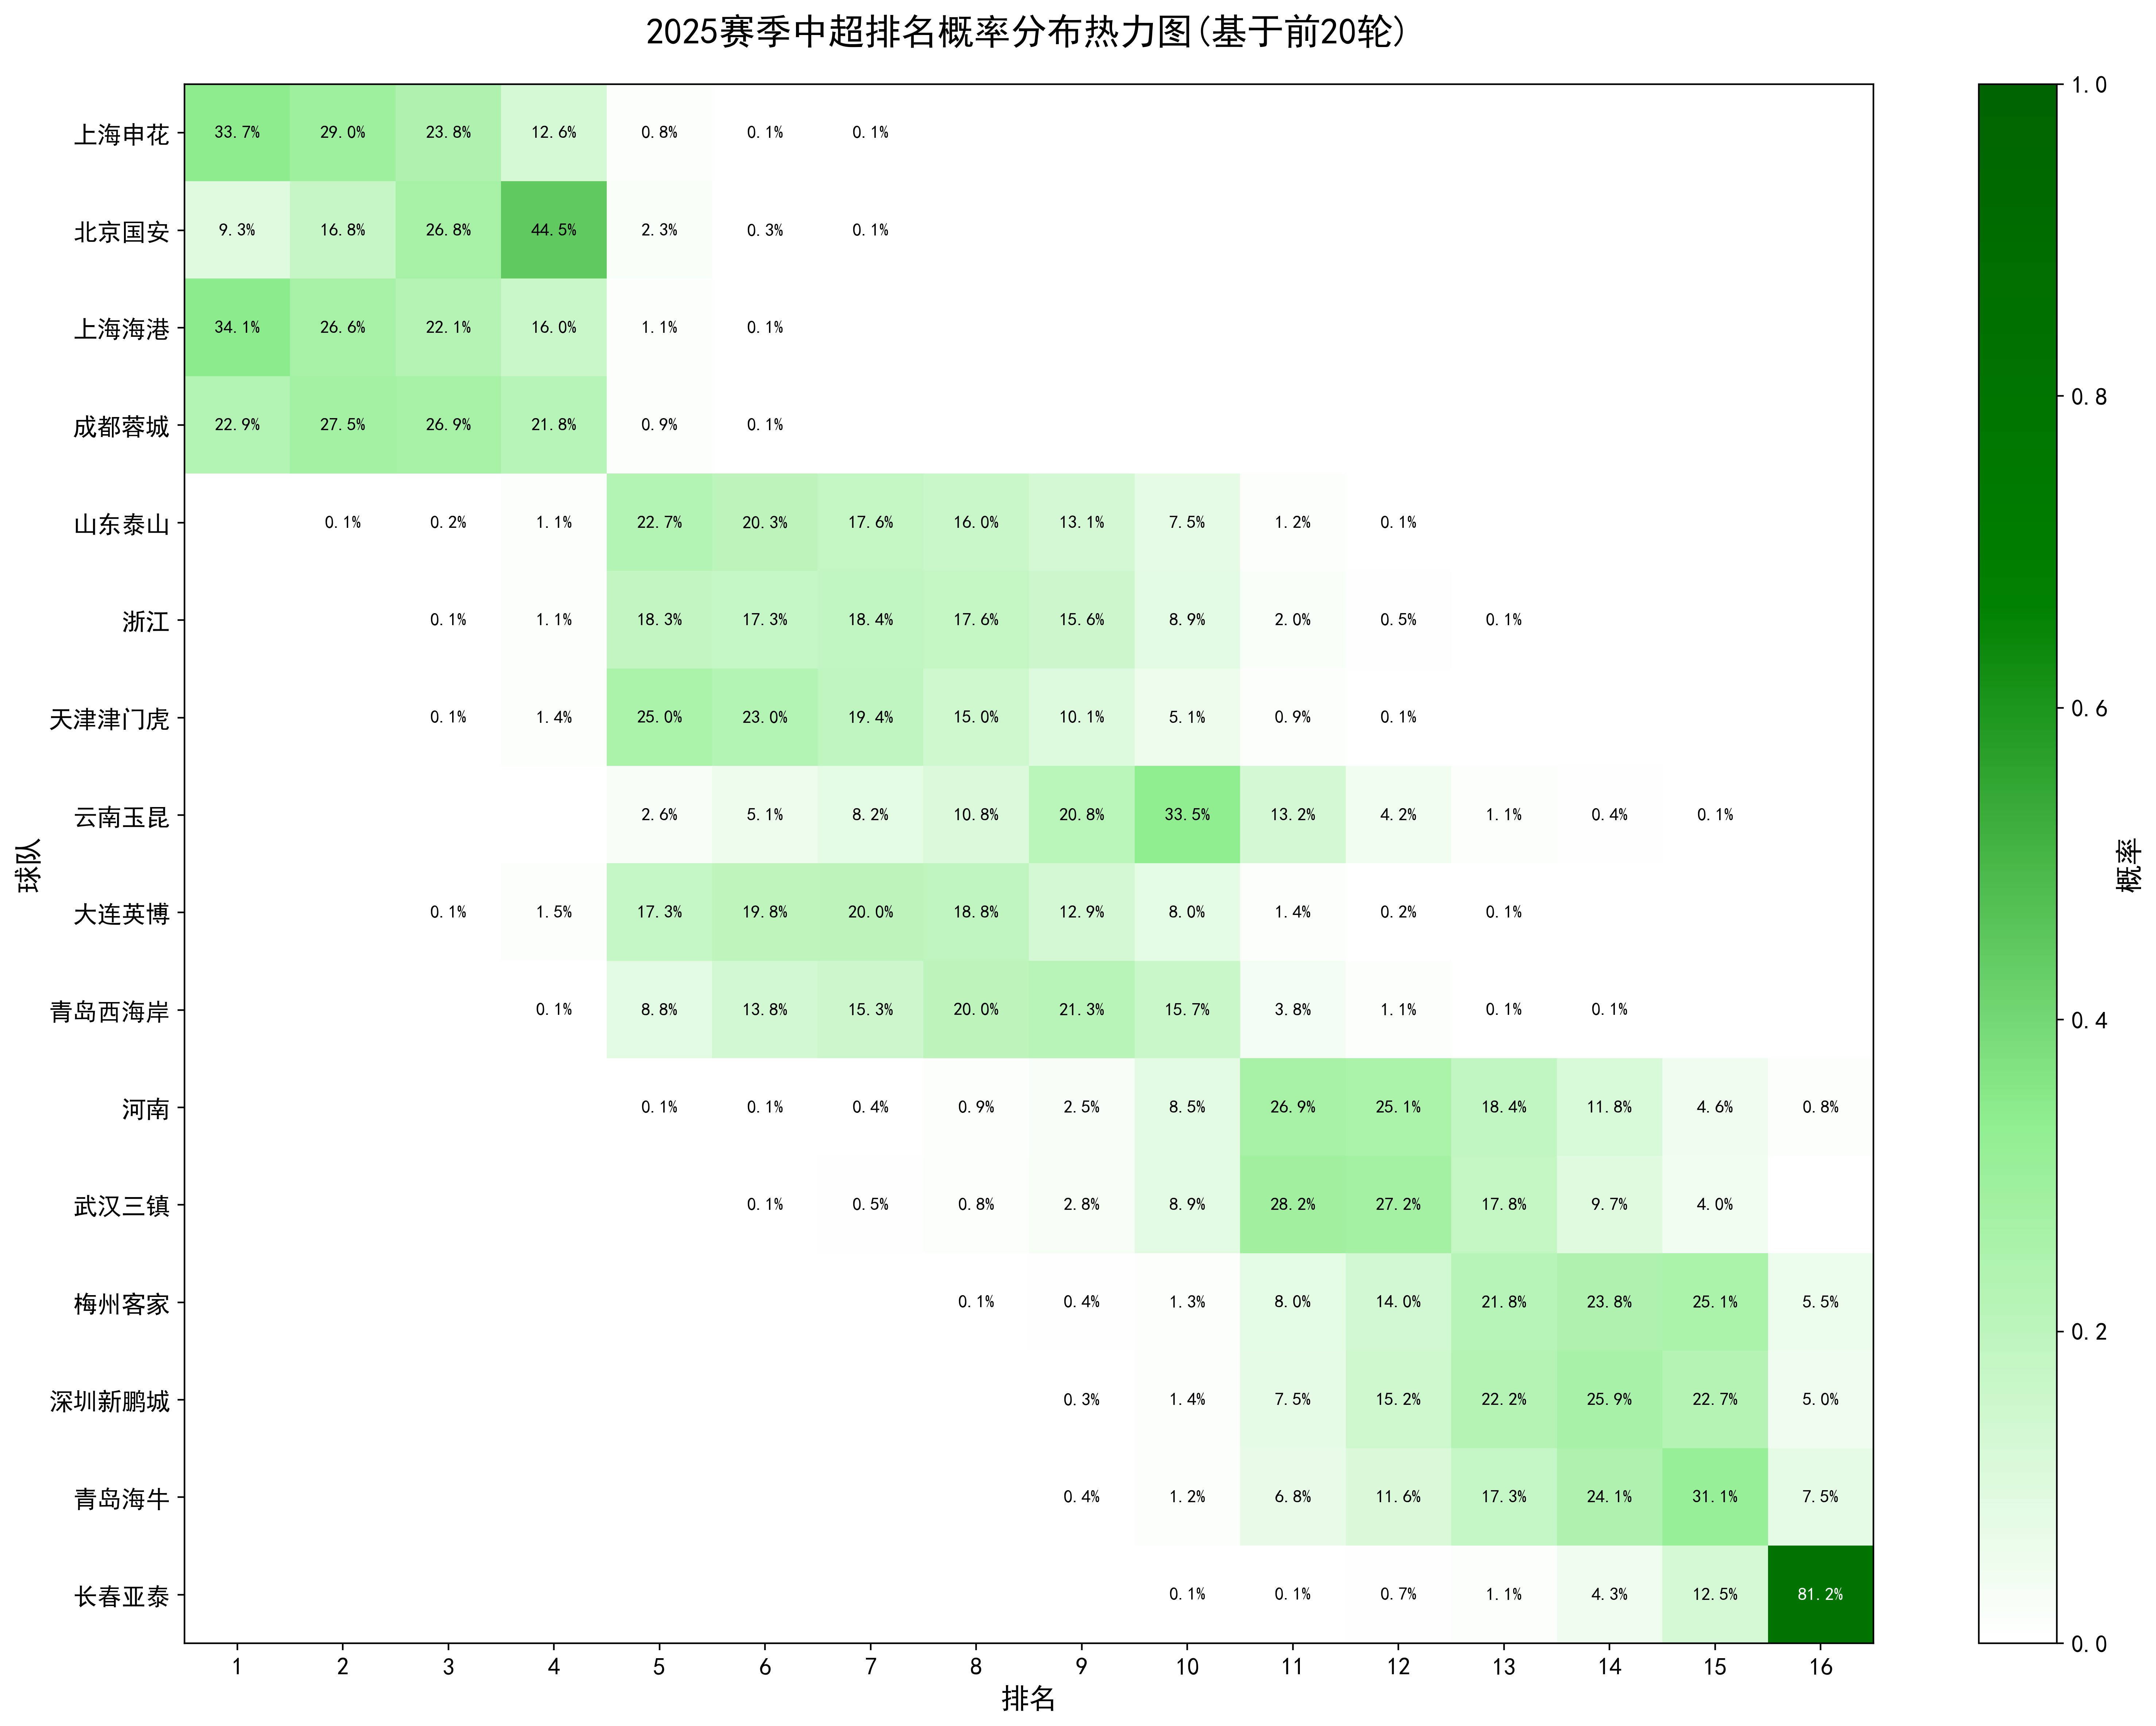 2025赛季中超排名概率分布热力图(基于前20轮)
上海申花 33.7% 29.0% 23.8% 12.6% 0.8% 0.1% 0.1%
北京国安 9.3% 16.8% 26.8% 44.5% 2.3% 0.3% 0.1%
上海海港 34.1% 26.6% 22.1% 16.0% 1.1% 0.1%
成都蓉城 22.9% 27.5% 26.9% 21.8% 0.9% 0.1%
山东泰山 0.1% 0.2% 1.1% 22.7% 20.3% 17.6% 16.0% 13.1% 7.5% 1.2% 0.1%
浙江 0.1% 1.1% 18.3% 17.3% 18.4% 17.6% 15.6% 8.9% 2.0% 0.5% 0.1%
天津津门虎 0.1% 1.4% 25.0% 23.0% 19.4% 15.0% 10.1% 5.1% 0.9% 0.1%
云南玉昆 2.6% 5.1% 8.2% 10.8% 20.8% 33.5% 13.2% 4.2% 1.1% 0.4% 0.1%
大连英博 0.1% 1.5% 17.3% 19.8% 20.0% 18.8% 12.9% 8.0% 1.4% 0.2% 0.1%
青岛西海岸 0.1% 8.8% 13.8% 15.3% 20.0% 21.3% 15.7% 3.8% 1.1% 0.1% 0.1%
河南 0.1% 0.1% 0.4% 0.9% 2.5% 8.5% 26.9% 25.1% 18.4% 11.8% 4.6% 0.8%
武汉三镇 0.1% 0.5% 0.8% 2.8% 8.9% 28.2% 27.2% 17.8% 9.7% 4.0%
梅州客家 0.1% 0.4% 1.3% 8.0% 14.0% 21.8% 23.8% 25.1% 5.5%
深圳新鹏城 0.3% 1.4% 7.5% 15.2% 22.2% 25.9% 22.7% 5.0%
青岛海牛 0.4% 1.2% 6.8% 11.6% 17.3% 24.1% 31.1% 7.5%
长春亚泰 0.1% 0.1% 0.7% 1.1% 4.3% 12.5% 81.2%
1 2 3 4 5 6 7 8 9 10 11 12 13 14 15 16
排名
球队
1.0
0.8
0.6
0.4
0.2
0.0
概率